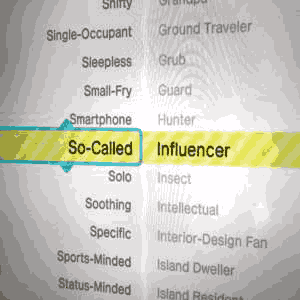 Shifty Grandpa
Single-Occupant Ground Traveler
Sleepless Grub
Small-Fry Guard
Smartphone Hunter
So-Called Influencer
Solo Insect
Soothing Intellectual
Specific Interior-Design Fan
Sports-Minded Island Dweller
Status-Minded Island Resident